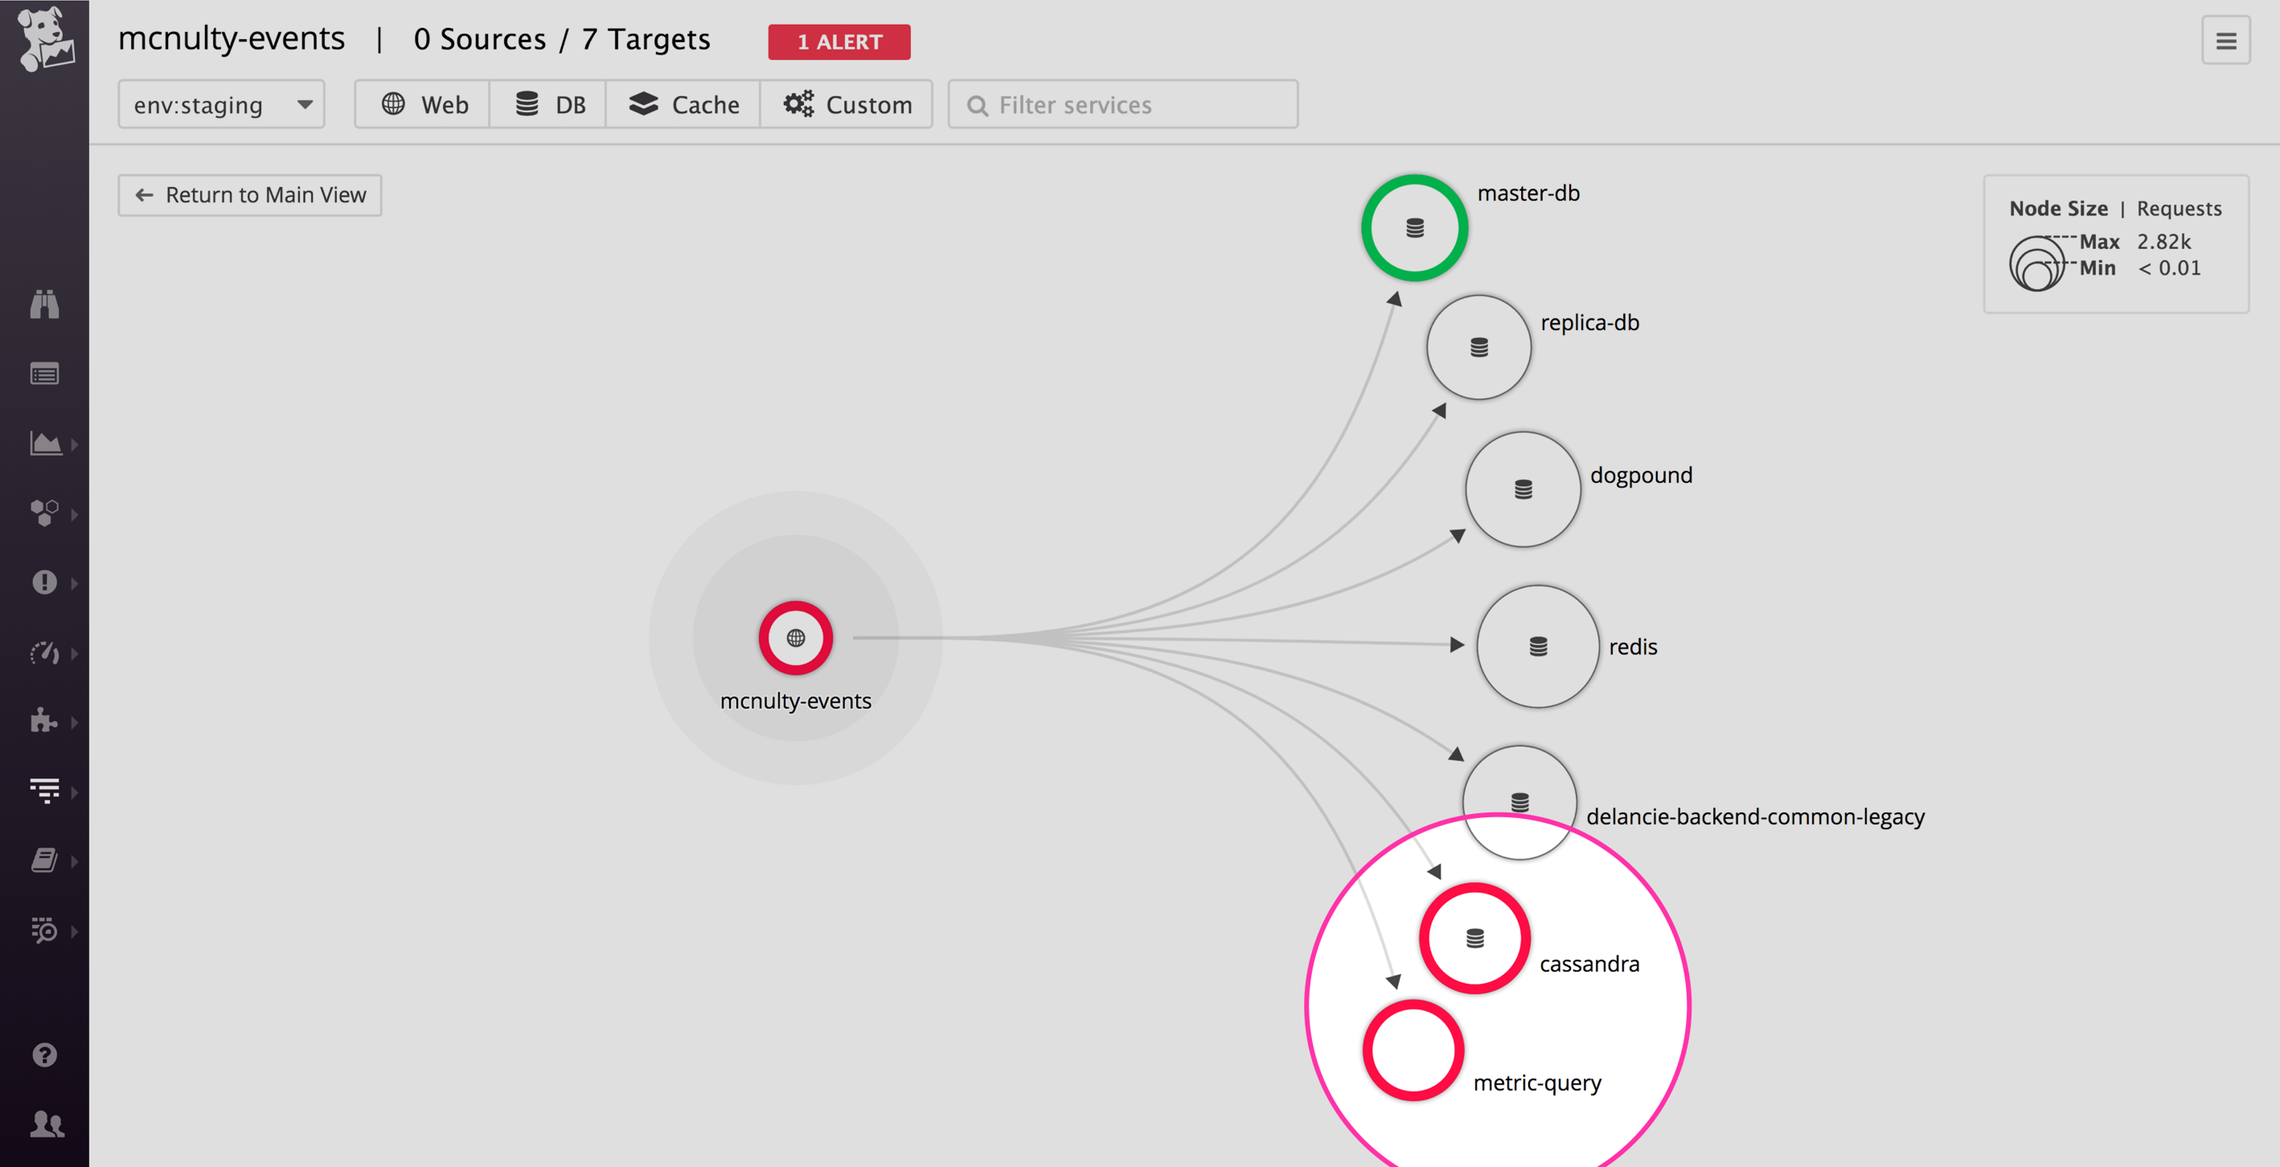 mcnulty-events | 0 Sources / 7 Targets
1 ALERT
env:staging
Web
DB
Cache
Custom
Filter services
Return to Main View
Node Size | Requests
Max 2.82k
Min < 0.01
master-db
replica-db
dogpound
redis
mcnulty-events
delancie-backend-common-legacy
cassandra
metric-query